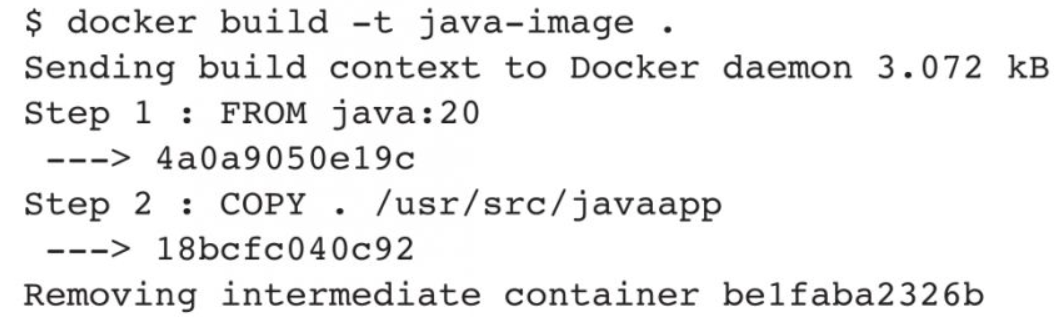 $ docker build -t java-image .
Sending build context to Docker daemon 3.072 kB
Step 1 : FROM java:20
---> 4a0a9050e19c
Step 2 : COPY . /usr/src/javaapp
---> 18bcfc040c92
Removing intermediate container be1faba2326b